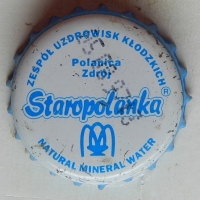 ZESPÓŁ UZDROWISK KŁODZKICH
Polanica
Zdrój
Staropolanka®
NATURAL MINERAL WATER